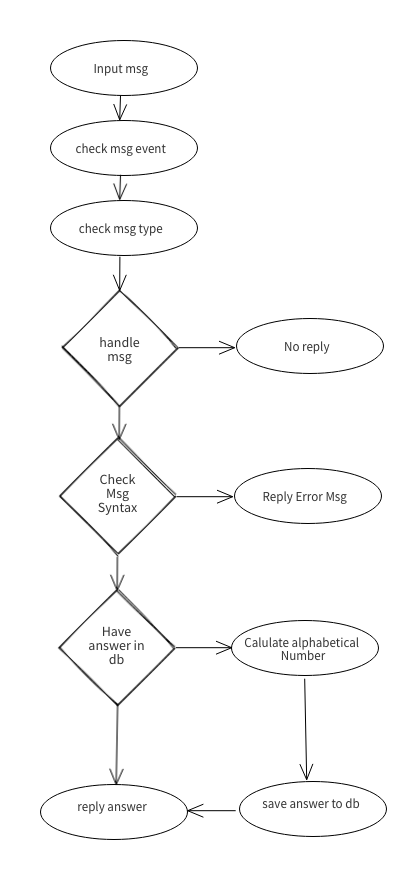 Input msg
check msg event
check msg type
handle
msg
No reply
Check
Msg
Syntax
Reply Error Msg
Have
answer in
db
Calulate alphabetical
Number
reply answer
save answer to db